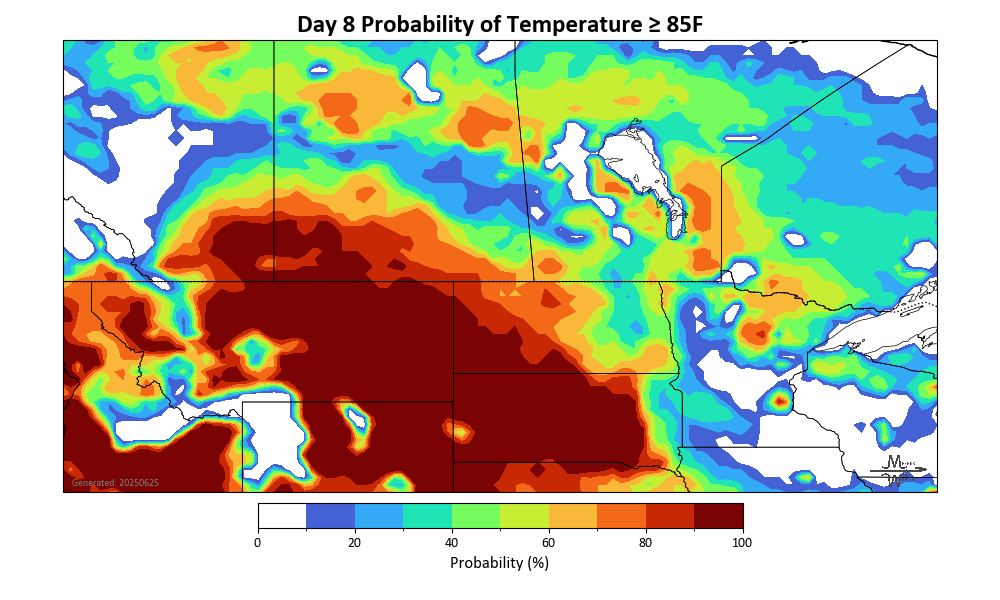 Day 8 Probability of Temperature ≥ 85F
Generated: 20250625
0 20 40 60 80 100
Probability (%)